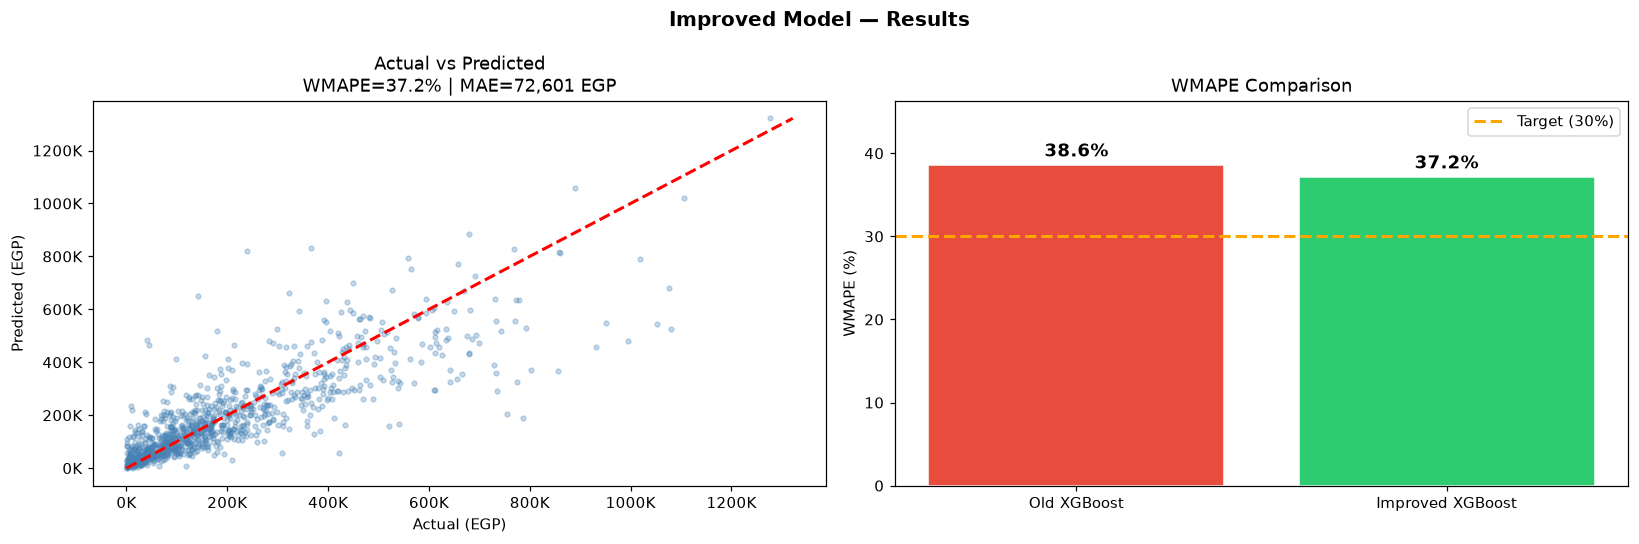 Improved Model — Results
Actual vs Predicted
WMAPE=37.2% | MAE=72,601 EGP
Predicted (EGP)
1200K
1000K
800K
600K
400K
200K
0K
0K 200K 400K 600K 800K 1000K 1200K
Actual (EGP)
WMAPE Comparison
Target (30%)
WMAPE (%)
40
30
20
10
0
38.6%
37.2%
Old XGBoost Improved XGBoost